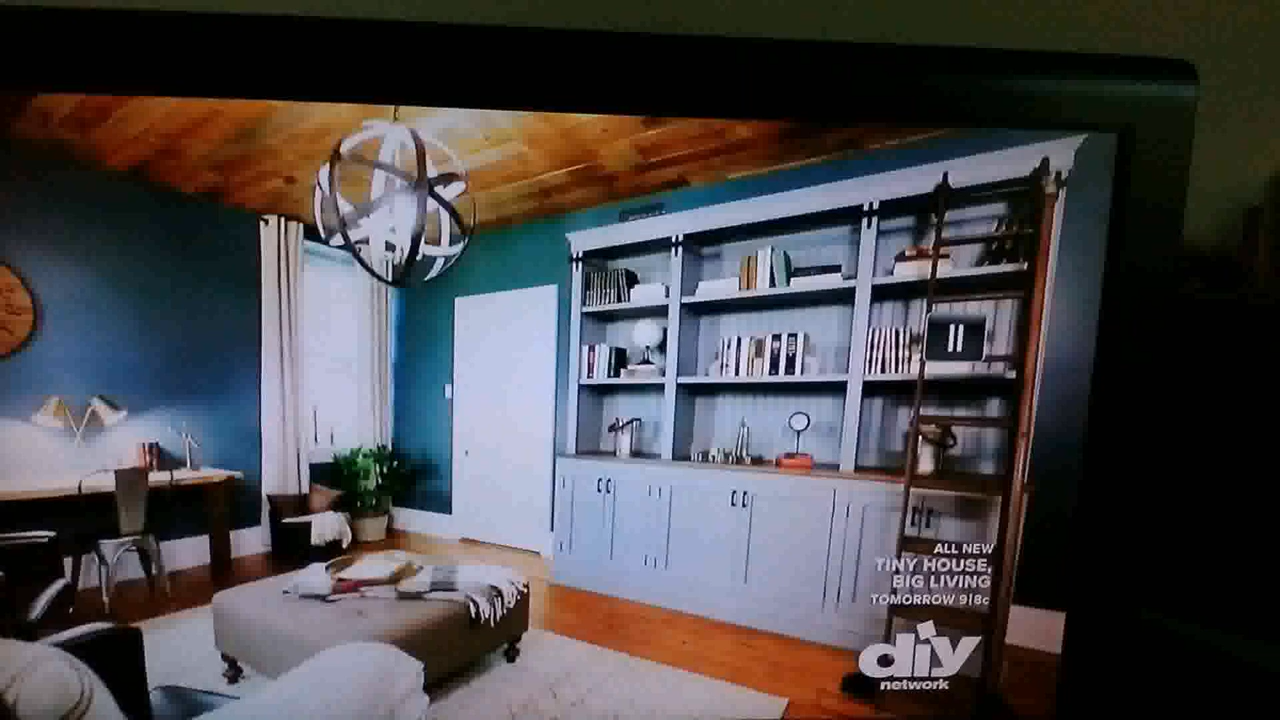 ALL NEW
TINY HOUSE,
BIG LIVING
TOMORROW 9|8c
diy
network